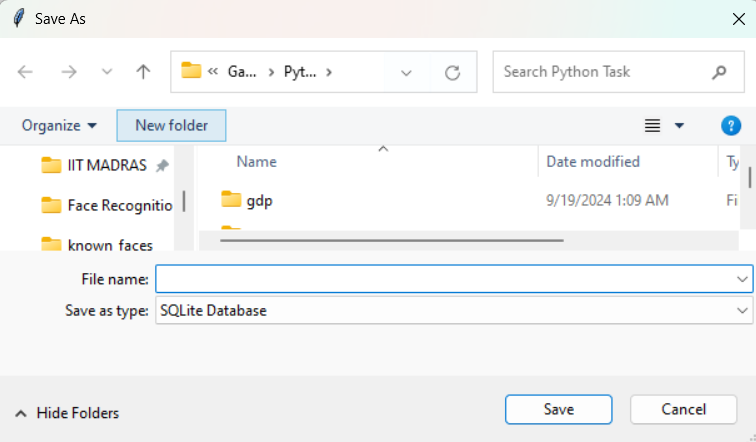 Save As
Ga... Pyt...
Search Python Task
Organize
New folder
IIT MADRAS
Face Recognitio
known_faces
Name
Date modified
Ty
gdp
9/19/2024 1:09 AM
Fi
File name:
Save as type: SQLite Database
Hide Folders
Save
Cancel